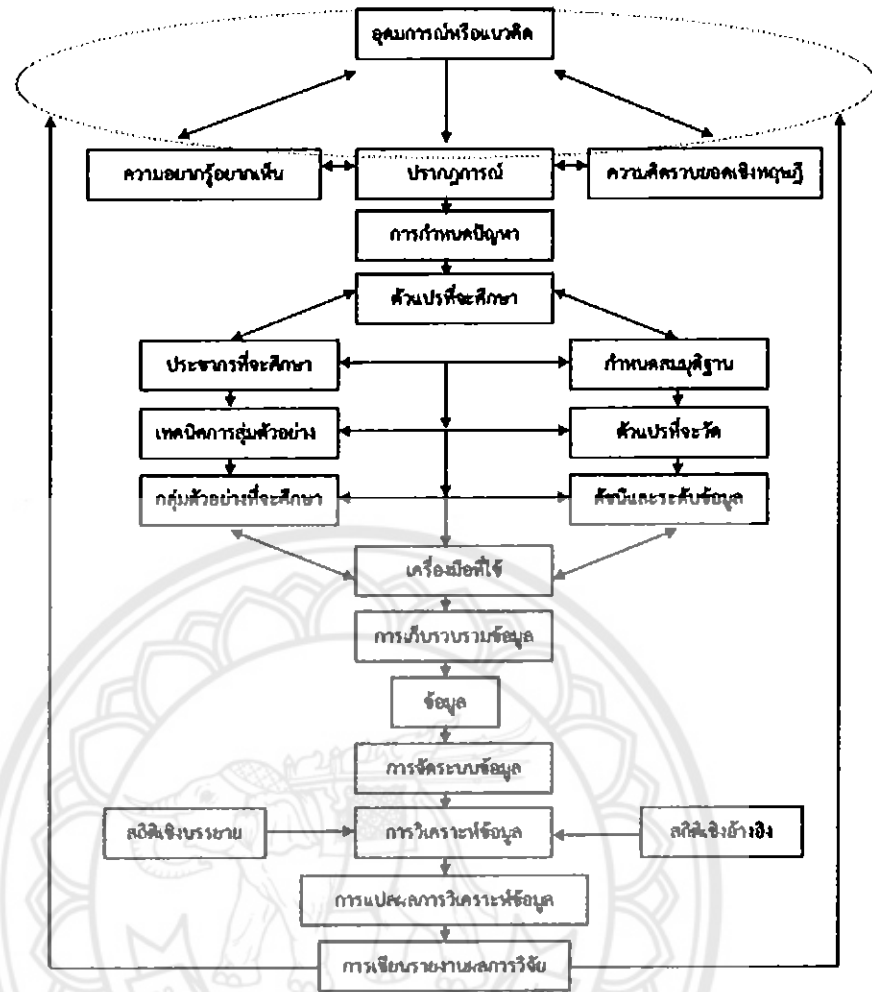 อุดมการณ์หรือแนวคิด
ความอยากรู้อยากเห็น
ปรากฏการณ์
ความคิดรวบยอดเชิงทฤษฎี
การกำหนดปัญหา
ตัวแปรที่จะศึกษา
ประชากรที่จะศึกษา
กำหนดสมมุติฐาน
เทคนิคการสุ่มตัวอย่าง
ตัวแปรที่จะวัด
กลุ่มตัวอย่างที่จะศึกษา
ดัชนีและระดับข้อมูล
เครื่องมือที่ใช้
การเก็บรวบรวมข้อมูล
ข้อมูล
การจัดระบบข้อมูล
สถิติเชิงบรรยาย
การวิเคราะห์ข้อมูล
สถิติเชิงอ้างอิง
การแปลผลการวิเคราะห์ข้อมูล
การเขียนรายงานผลการวิจัย